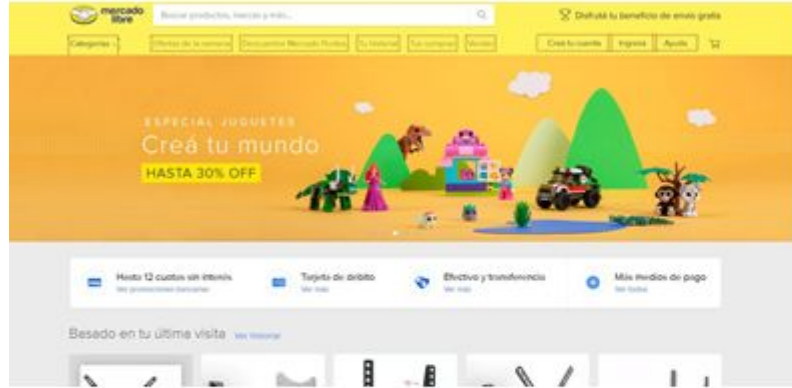 mercado
libre
Buscar productos, marcas y más...
Disfrutá tu beneficio de envío gratis
Categorías
Ofertas de la semana
Tu historial
Tus compras
Vender
Creá tu cuenta
Ingresá
Ayuda
ESPECIAL JUGUETES
Creá tu mundo
HASTA 30% OFF
Hasta 12 cuotas sin interés
Ver promociones bancarias
Tarjeta de débito
Ver más
Efectivo y transferencia
Ver más
Más medios de pago
Ver todos
Basado en tu última visita
Ver historial